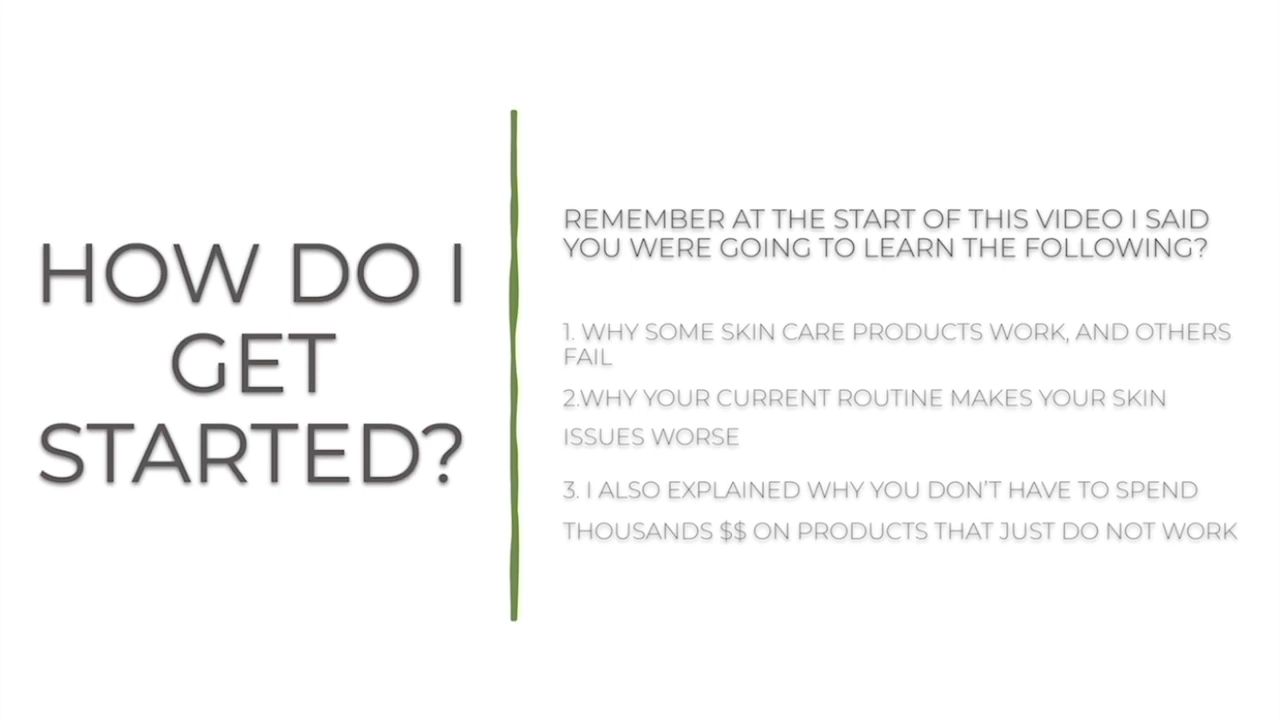 HOW DO I
GET
STARTED?
REMEMBER AT THE START OF THIS VIDEO I SAID
YOU WERE GOING TO LEARN THE FOLLOWING?
1. WHY SOME SKIN CARE PRODUCTS WORK, AND OTHERS
FAIL
2.WHY YOUR CURRENT ROUTINE MAKES YOUR SKIN
ISSUES WORSE
3. I ALSO EXPLAINED WHY YOU DON'T HAVE TO SPEND
THOUSANDS $$ ON PRODUCTS THAT JUST DO NOT WORK